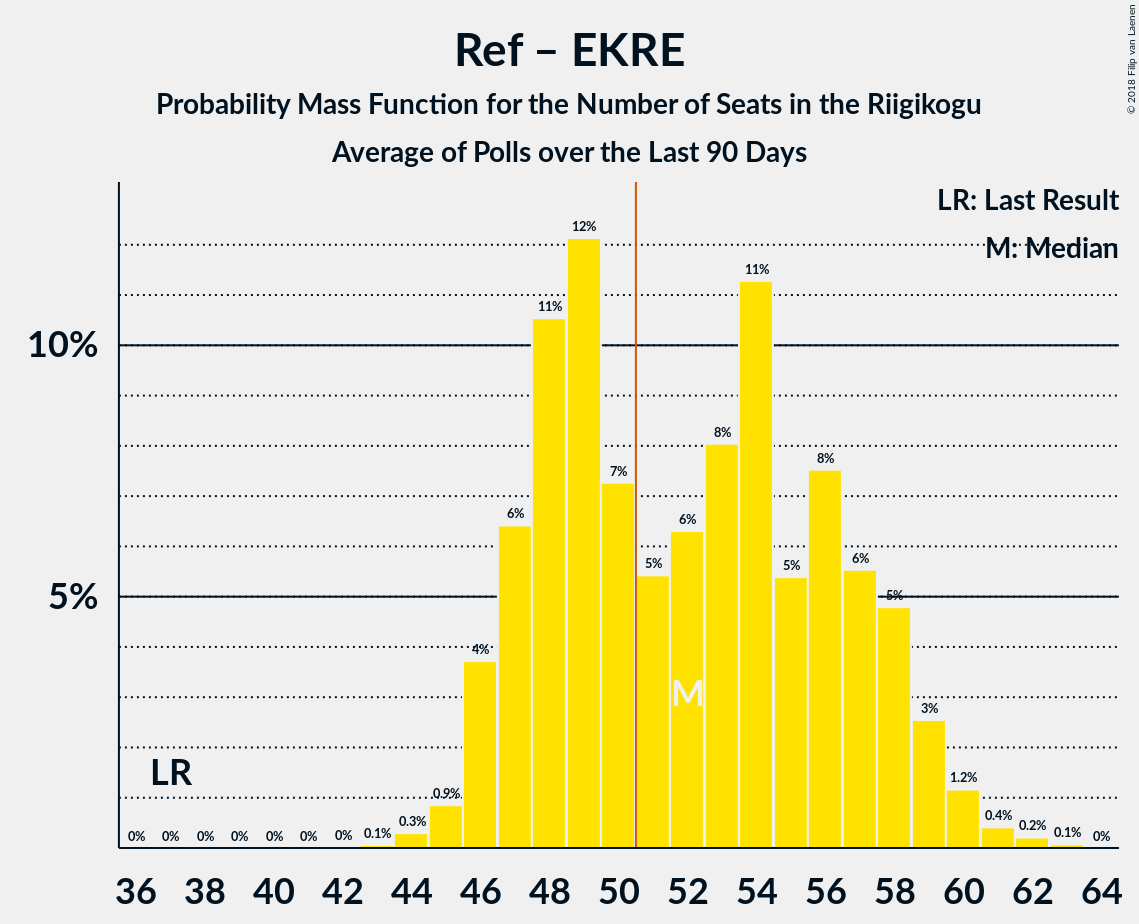 Ref – EKRE
Probability Mass Function for the Number of Seats in the Riigikogu
Average of Polls over the Last 90 Days
© 2018 Filip van Laenen
LR: Last Result
M: Median
10%
5%
0% 0% 0% 0% 0% 0% 0% 0.1% 0.3% 0.9% 4% 6% 11% 12% 7% 5% 6% 8% 11% 5% 8% 6% 5% 3% 1.2% 0.4% 0.2% 0.1% 0%
LR
M
36 38 40 42 44 46 48 50 52 54 56 58 60 62 64